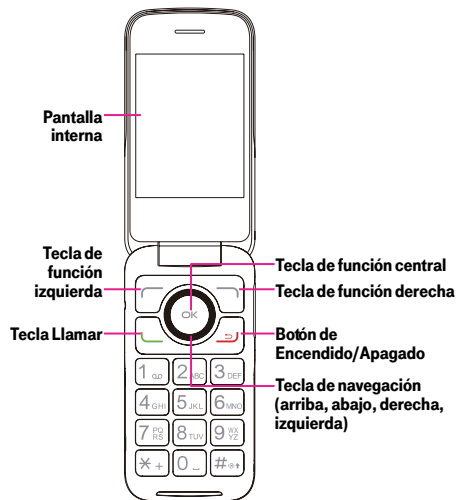 Pantalla
interna
Tecla de
función
izquierda
Tecla Llamar
Tecla de función central
Tecla de función derecha
Botón de
Encendido/Apagado
Tecla de navegación
(arriba, abajo, derecha,
izquierda)
OK
1 2 ABC 3 DEF
4 GHI 5 JKL 6 MNO
7 PQRS 8 TUV 9 WXYZ
* + 0 #